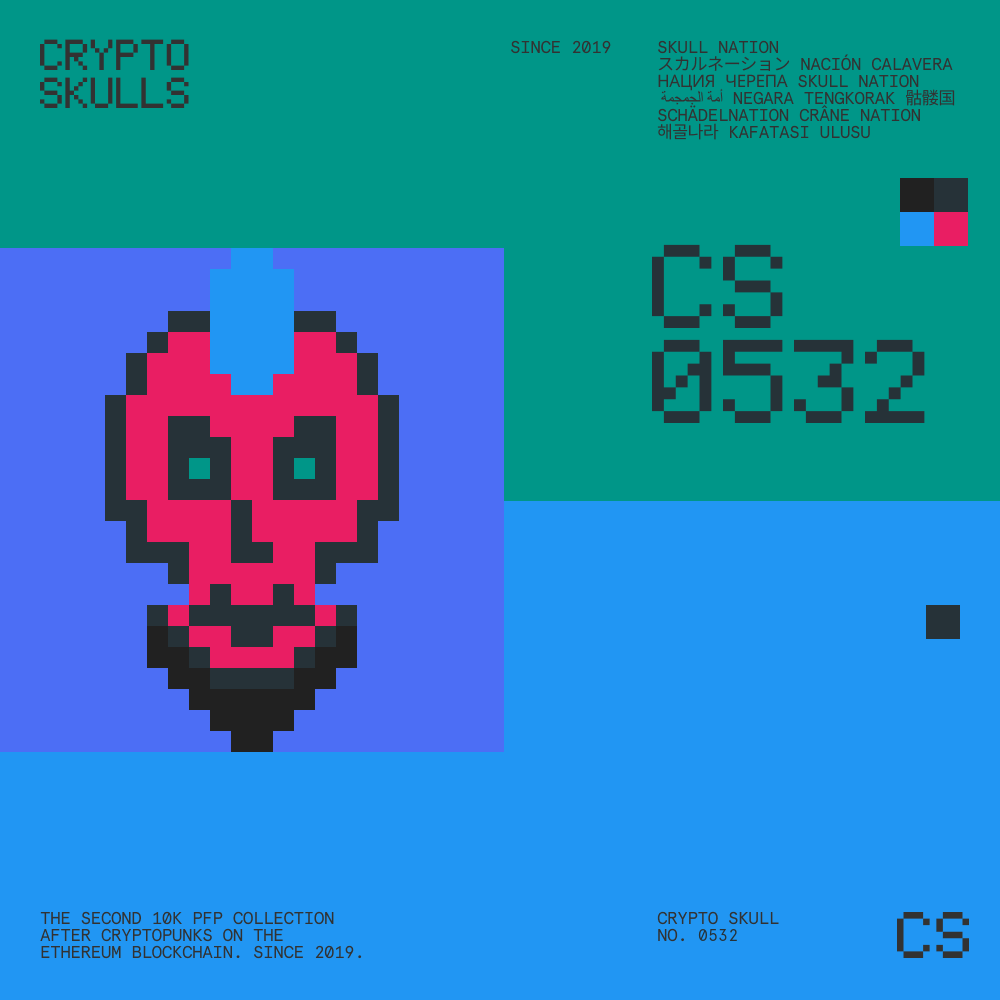 CRYPTO
SKULLS
SINCE 2019
SKULL NATION
スカルネーション NACIÓN CALAVERA
НАЦИЯ ЧЕРЕПА SKULL NATION
أمة الجمجمة NEGARA TENGKORAK 骷髅国
SCHÄDELNATION CRÂNE NATION
해골나라 KAFATASI ULUSU
CS
0532
THE SECOND 10K PFP COLLECTION
AFTER CRYPTOPUNKS ON THE
ETHEREUM BLOCKCHAIN. SINCE 2019.
CRYPTO SKULL
NO. 0532
CS